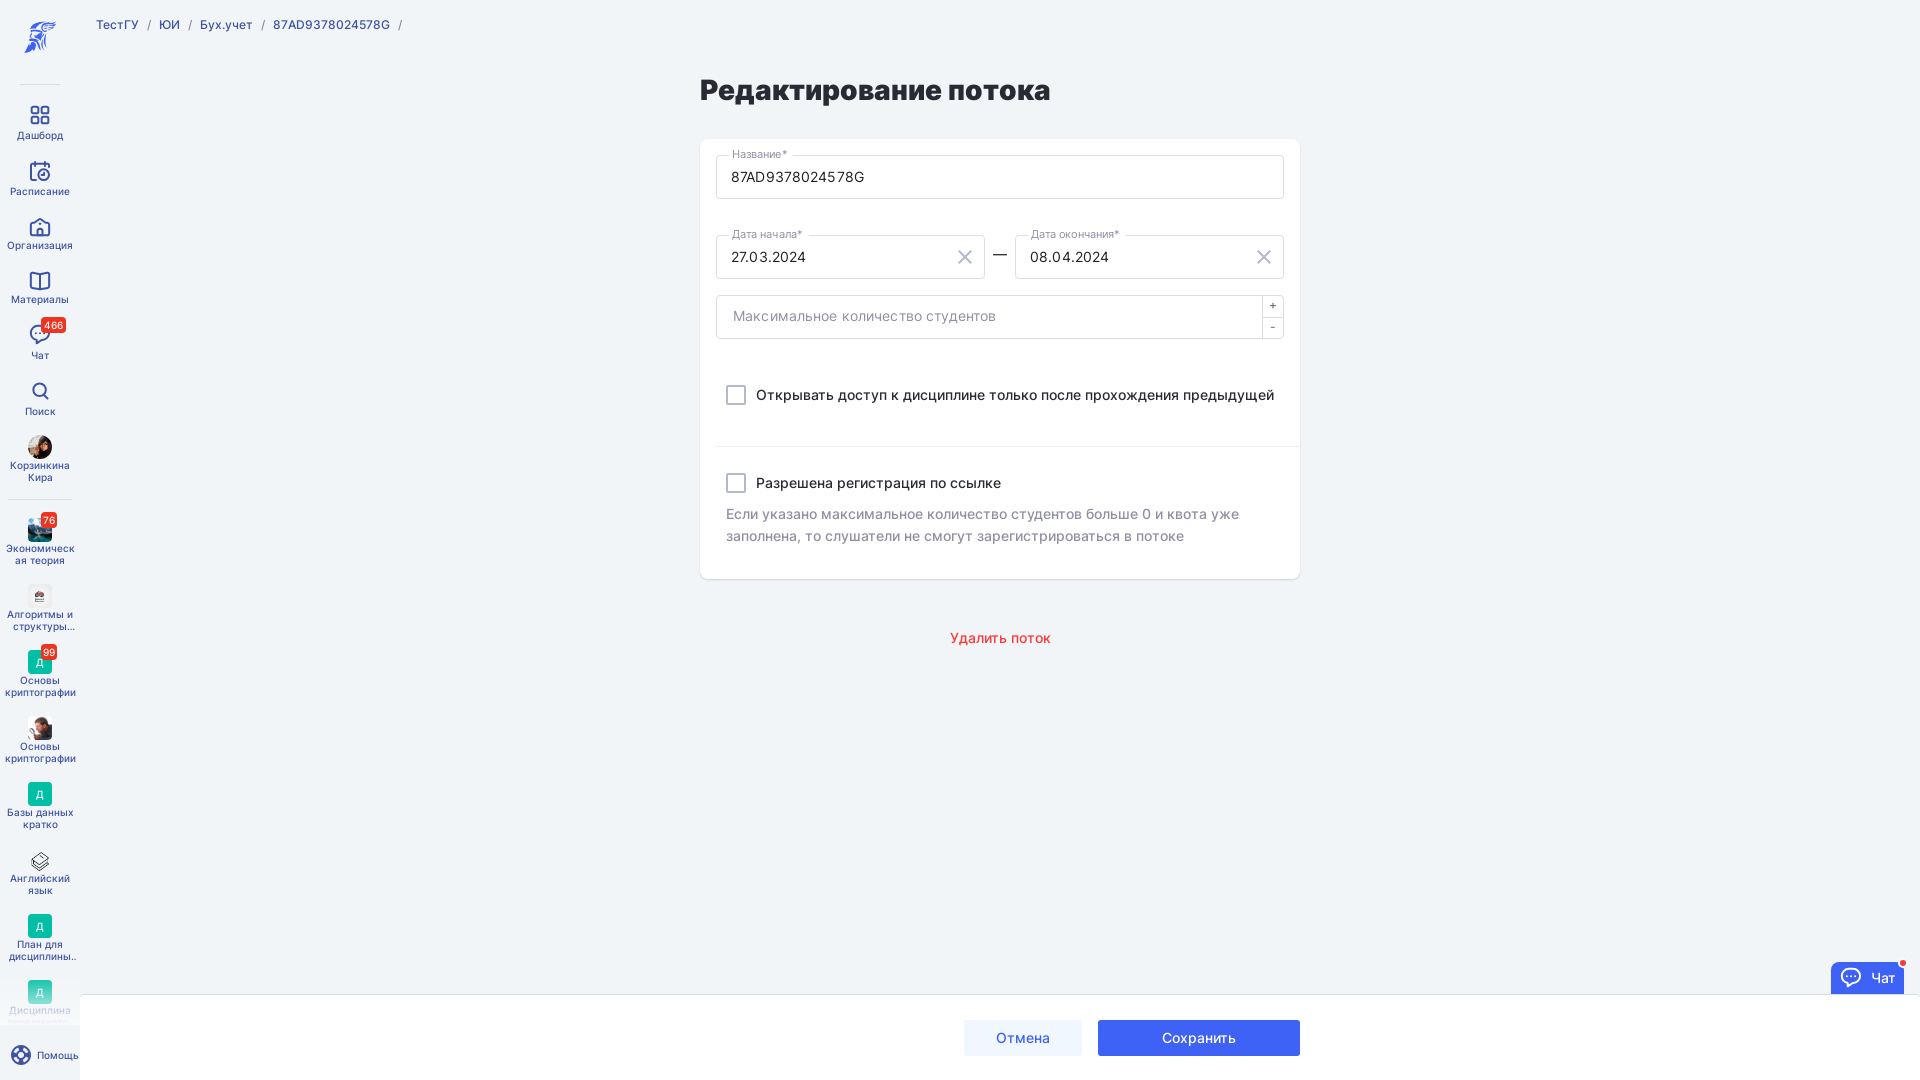 ТестГУ / ЮИ / Бух.учет / 87AD9378024578G /
Редактирование потока
Название*
87AD9378024578G
Дата начала*
27.03.2024
—
Дата окончания*
08.04.2024
Максимальное количество студентов
+
-
Открывать доступ к дисциплине только после прохождения предыдущей
Разрешена регистрация по ссылке
Если указано максимальное количество студентов больше 0 и квота уже
заполнена, то слушатели не смогут зарегистрироваться в потоке
Удалить поток
Отмена
Сохранить
Чат
Дашборд
Расписание
Организация
Материалы
466
Чат
Поиск
Корзинкина
Кира
76
Экономическ
ая теория
Алгоритмы и
структуры...
Д
99
Основы
криптографии
Основы
криптографии
Д
Базы данных
кратко
Английский
язык
Д
План для
дисциплины..
Д
Дисциплина
Помощь